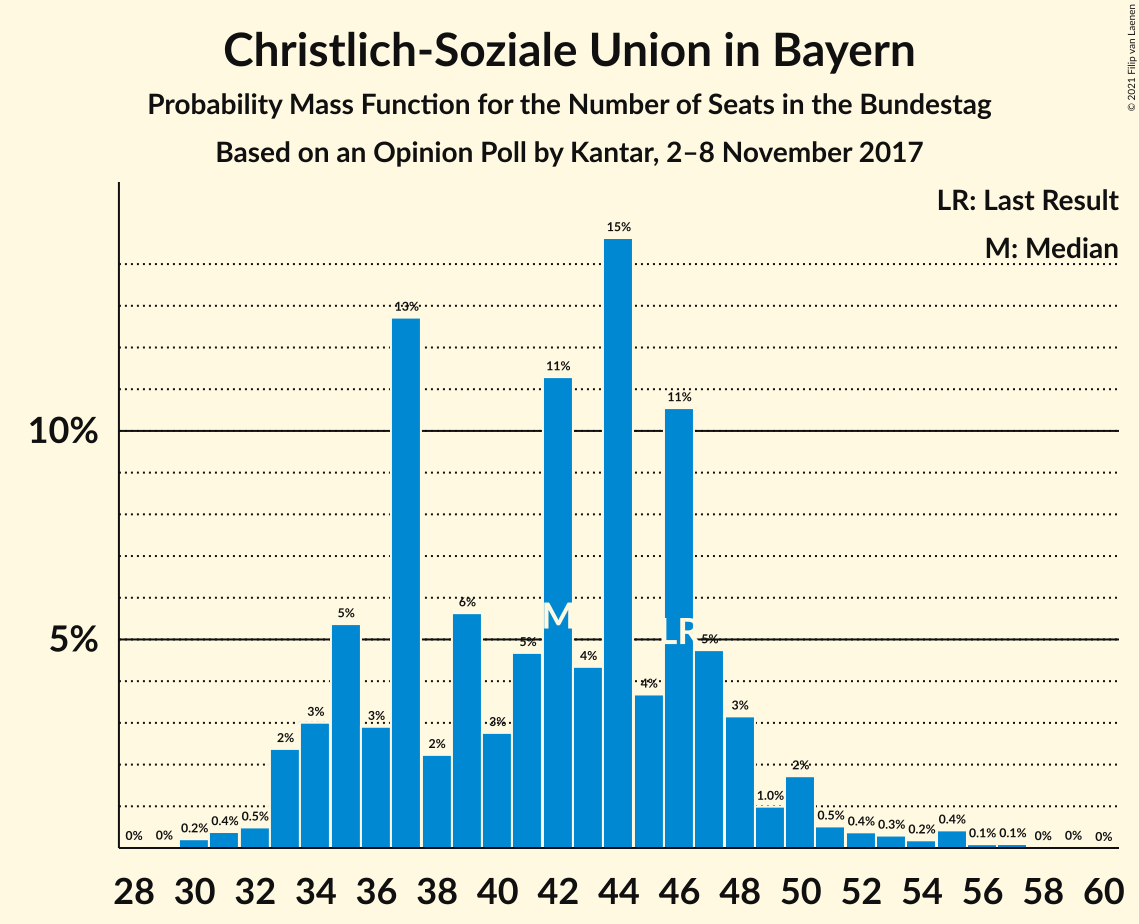 Christlich-Soziale Union in Bayern
Probability Mass Function for the Number of Seats in the Bundestag
Based on an Opinion Poll by Kantar, 2–8 November 2017
© 2021 Filip van Laenen
LR: Last Result
M: Median
10%
5%
0% 0% 0.2% 0.4% 0.5% 2% 3% 5% 3% 13% 2% 6% 3% 5% 11% 4% 15% 4% 11% 5% 3% 1.0% 2% 0.5% 0.4% 0.3% 0.2% 0.4% 0.1% 0.1% 0% 0% 0%
M LR
28 30 32 34 36 38 40 42 44 46 48 50 52 54 56 58 60